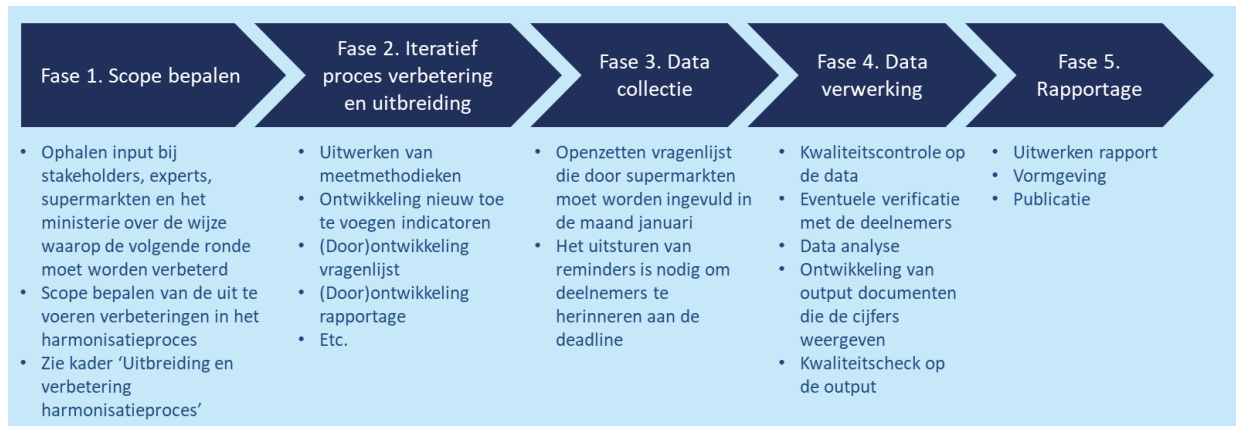 Fase 1. Scope bepalen
Fase 2. Iteratief
proces verbetering
en uitbreiding
Fase 3. Data
collectie
Fase 4. Data
verwerking
Fase 5.
Rapportage
• Ophalen input bij
stakeholders, experts,
supermarkten en het
ministerie over de wijze
waarop de volgende ronde
moet worden verbeterd
• Scope bepalen van de uit te
voeren verbeteringen in het
harmonisatieproces
• Zie kader ‘Uitbreiding en
verbetering
harmonisatieproces’
• Uitwerken van
meetmethodieken
• Ontwikkeling nieuw toe
te voegen indicatoren
• (Door)ontwikkeling
vragenlijst
• (Door)ontwikkeling
rapportage
• Etc.
• Openzetten vragenlijst
die door supermarkten
moet worden ingevuld in
de maand januari
• Het uitsturen van
reminders is nodig om
deelnemers te
herinneren aan de
deadline
• Kwaliteitscontrole op
de data
• Eventuele verificatie
met de deelnemers
• Data analyse
• Ontwikkeling van
output documenten
die de cijfers
weergeven
• Kwaliteitscheck op
de output
• Uitwerken rapport
• Vormgeving
• Publicatie